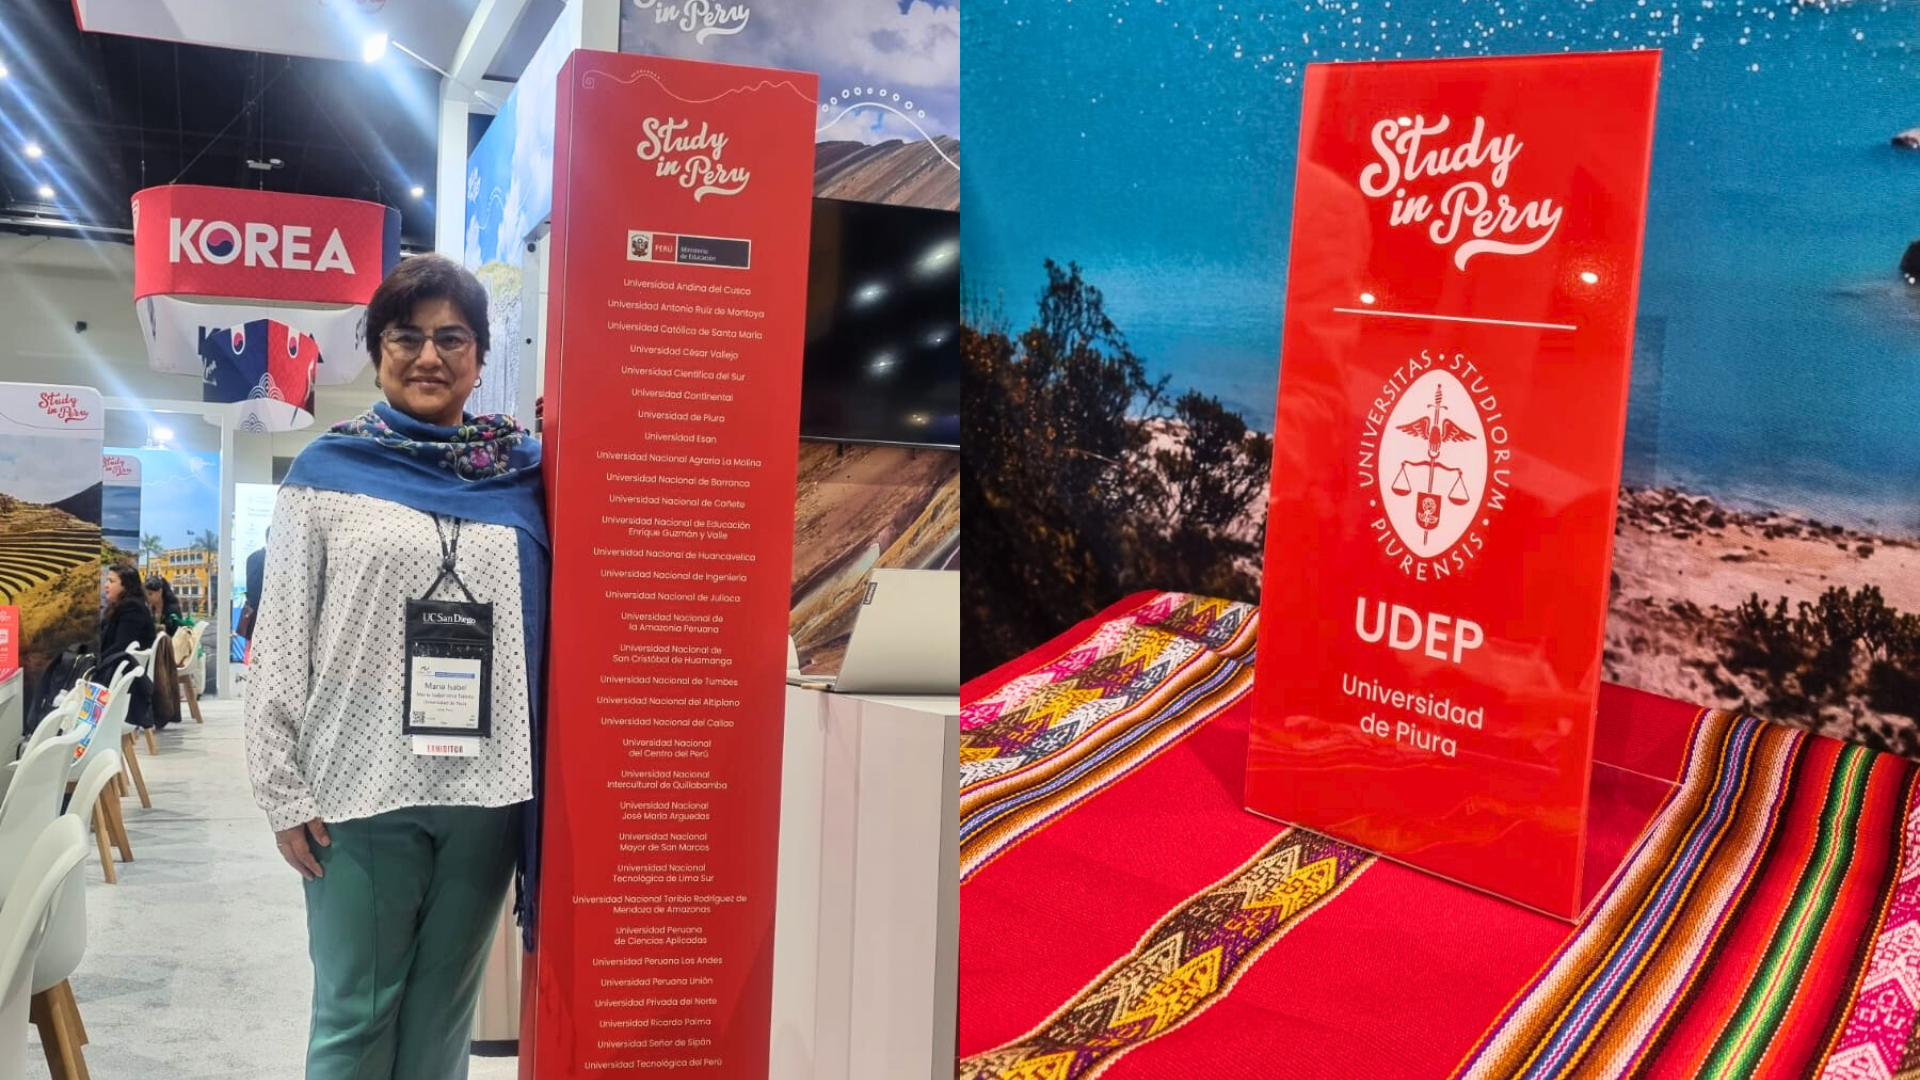 in Peru
KOREA
Study
in Peru
Study
in Peru
PERÚ
Ministerio
de Educación
Universidad Andina del Cusco
Universidad Antonio Ruiz de Montoya
Universidad Católica de Santa María
Universidad César Vallejo
Universidad Científica del Sur
Universidad Continental
Universidad de Piura
Universidad Esan
Universidad Nacional Agraria La Molina
Universidad Nacional de Barranca
Universidad Nacional de Cañete
Universidad Nacional de Educación
Enrique Guzmán y Valle
Universidad Nacional de Huancavelica
Universidad Nacional de Ingeniería
Universidad Nacional de Juliaca
Universidad Nacional de
la Amazonía Peruana
Universidad Nacional de
San Cristóbal de Huamanga
Universidad Nacional de Tumbes
Universidad Nacional del Altiplano
Universidad Nacional del Callao
Universidad Nacional
del Centro del Perú
Universidad Nacional
Intercultural de Quillabamba
Universidad Nacional
José María Arguedas
Universidad Nacional
Mayor de San Marcos
Universidad Nacional
Tecnológica de Lima Sur
Universidad Nacional Toribio Rodríguez de
Mendoza de Amazonas
Universidad Peruana
de Ciencias Aplicadas
Universidad Peruana Los Andes
Universidad Peruana Unión
Universidad Privada del Norte
Universidad Ricardo Palma
Universidad Señor de Sipán
Universidad Tecnológica del Perú
UC San Diego
Maria Isabel
Universidad de Piura
EXHIBITOR
Lenovo
Study
in Peru
UNIVERSITAS • STUDIORUM • PIURENSIS •
UDEP
Universidad
de Piura